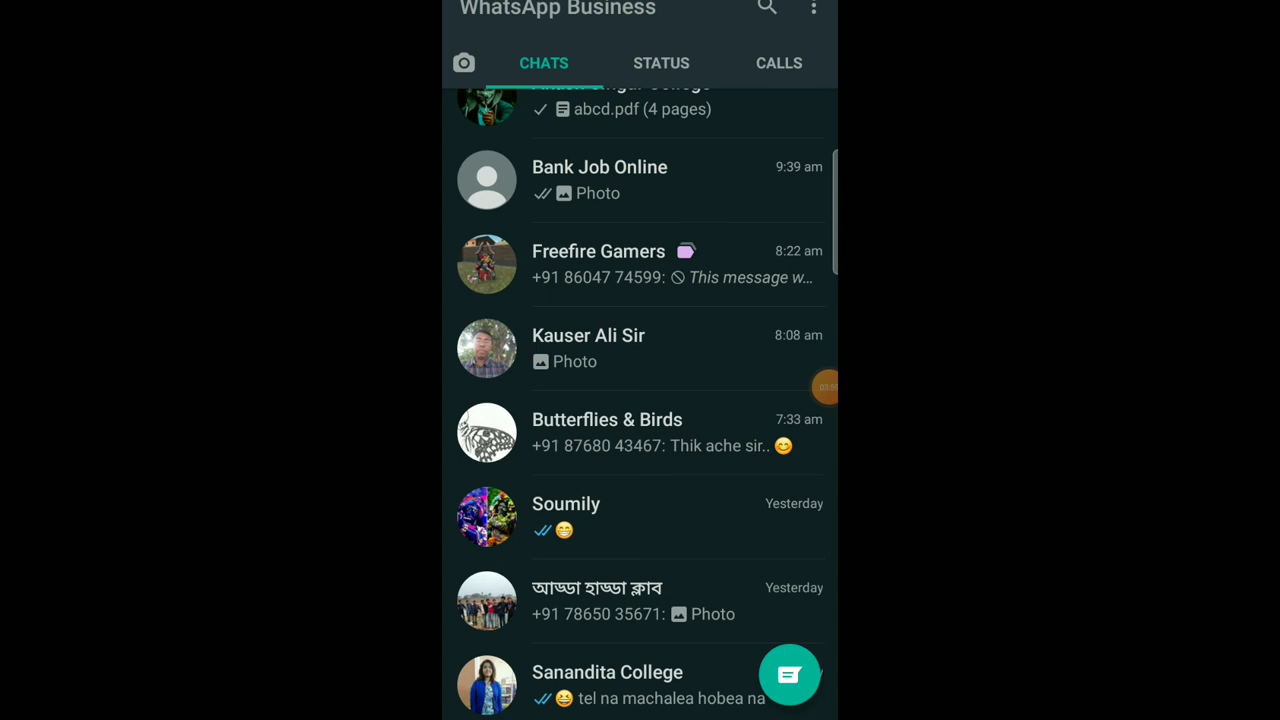 WhatsApp Business
CHATS
STATUS
CALLS
abcd.pdf (4 pages)
Bank Job Online
9:39 am
Photo
Freefire Gamers
8:22 am
+91 86047 74599: This message w...
Kauser Ali Sir
8:08 am
Photo
Butterflies & Birds
7:33 am
+91 87680 43467: Thik ache sir.. 😊
Soumily
Yesterday
😁
আড্ডা হাড্ডা ক্লাব
Yesterday
+91 78650 35671: Photo
Sanandita College
😆 tel na machalea hobea na